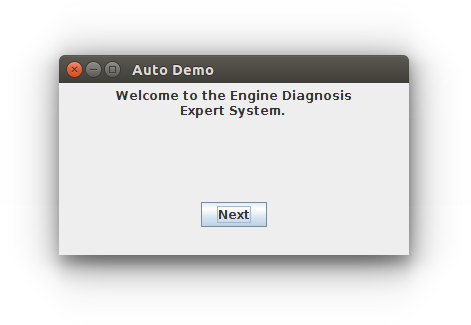 Auto Demo
Welcome to the Engine Diagnosis
Expert System.
Next